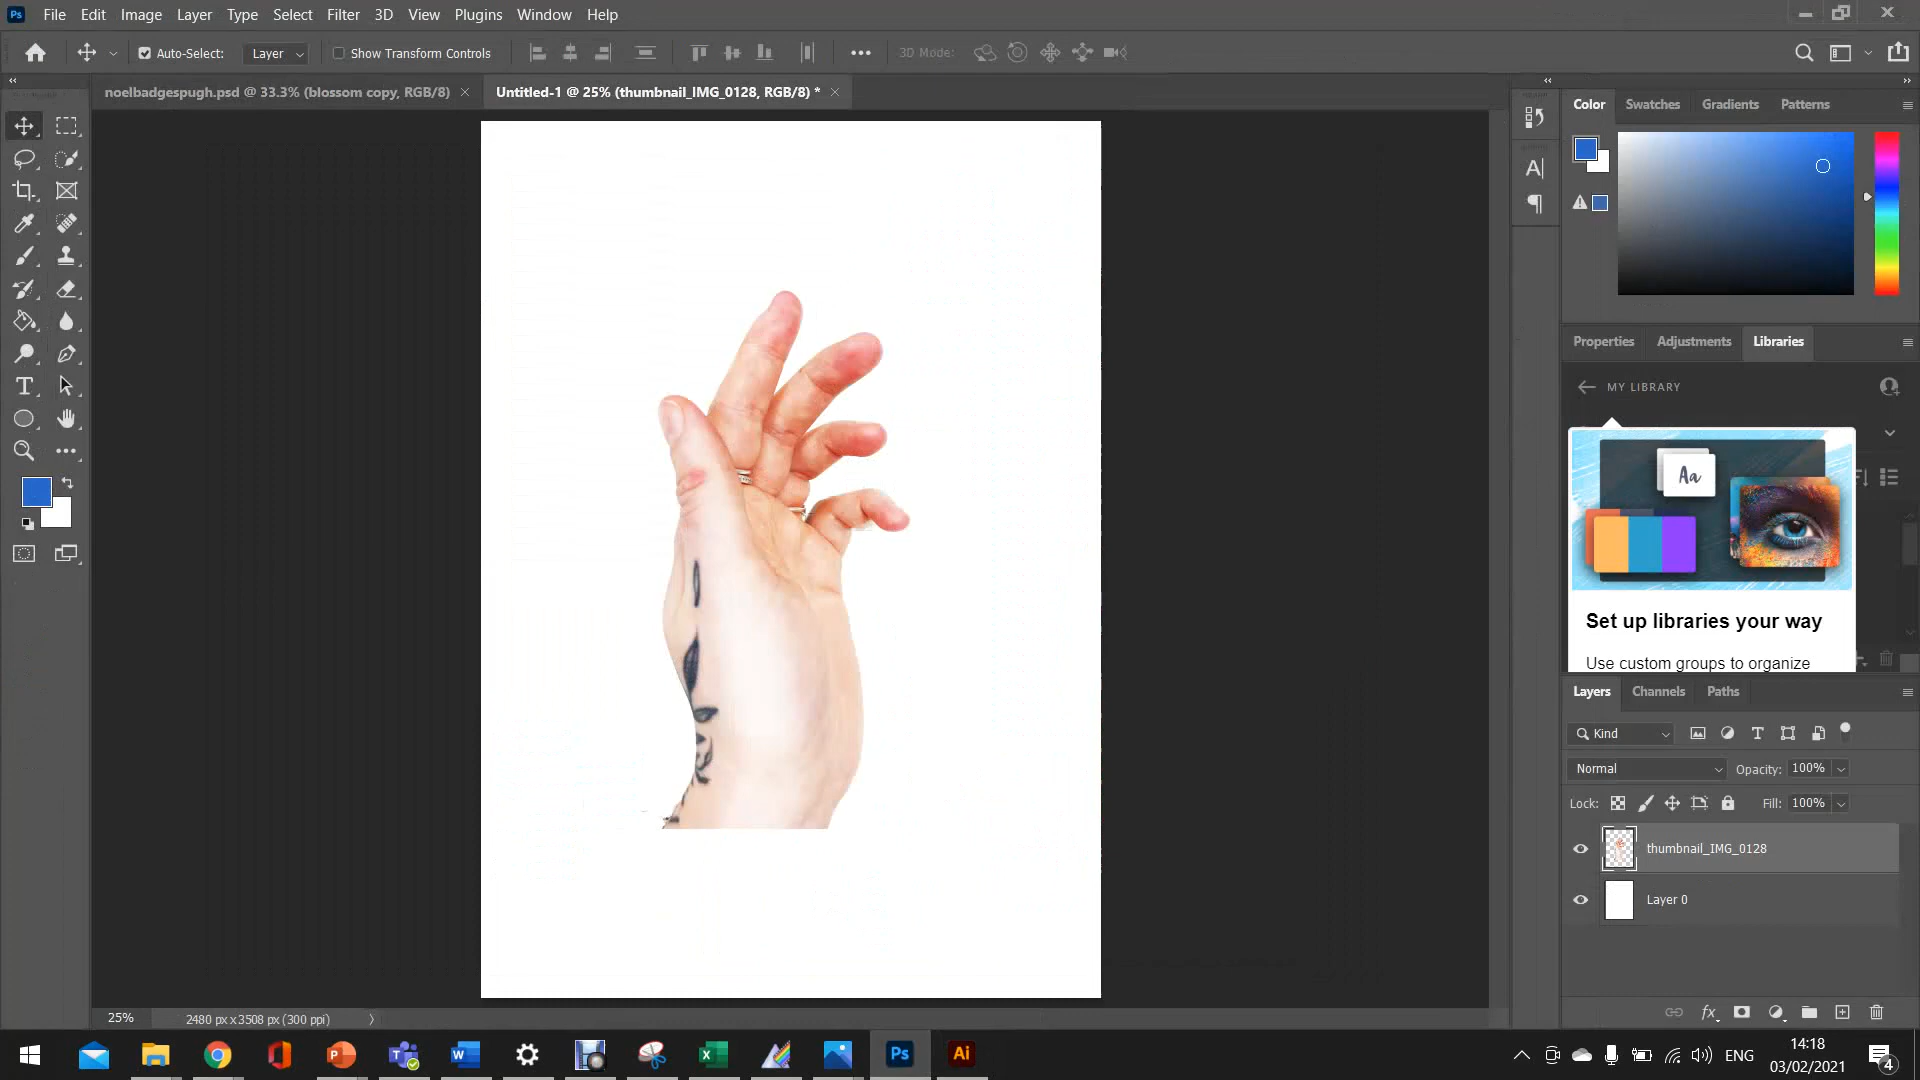 Ps File Edit Image Layer Type Select Filter 3D View Plugins Window Help
Auto-Select: Layer Show Transform Controls 3D Mode:
noelbadgespugh.psd @ 33.3% (blossom copy, RGB/8) Untitled-1 @ 25% (thumbnail_IMG_0128, RGB/8) *
Color Swatches Gradients Patterns
Properties Adjustments Libraries
MY LIBRARY
Aa
Set up libraries your way
Use custom groups to organize
Layers Channels Paths
Kind
Normal Opacity: 100%
Lock: Fill: 100%
thumbnail_IMG_0128
Layer 0
25% 2480 px x 3508 px (300 ppi)
Ps Ai ENG 14:18
03/02/2021 4